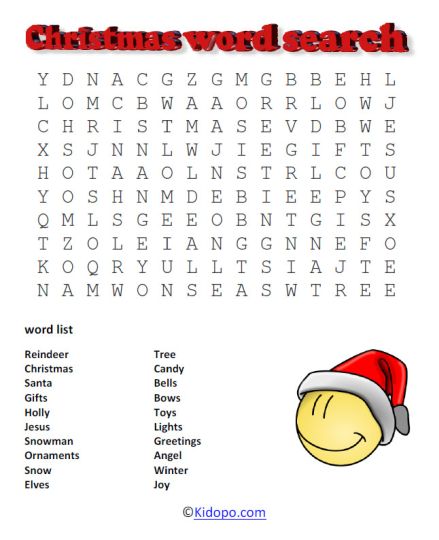 Christmas word search
Y D N A C G Z G M G B B E H L
L O M C B W A A O R R L O W J
C H R I S T M A S E V D B W E
X S J N N L W J I E G I F T S
H O T A A O L N S T R L C O U
Y O S H N M D E B I E E P Y S
Q M L S G E E O B N T G I S X
T Z O L E I A N G G N N E F O
K O Q R Y U L L T S I A J T E
N A M W O N S E A S W T R E E
word list
Reindeer Tree
Christmas Candy
Santa Bells
Gifts Bows
Holly Toys
Jesus Lights
Snowman Greetings
Ornaments Angel
Snow Winter
Elves Joy
©Kidopo.com